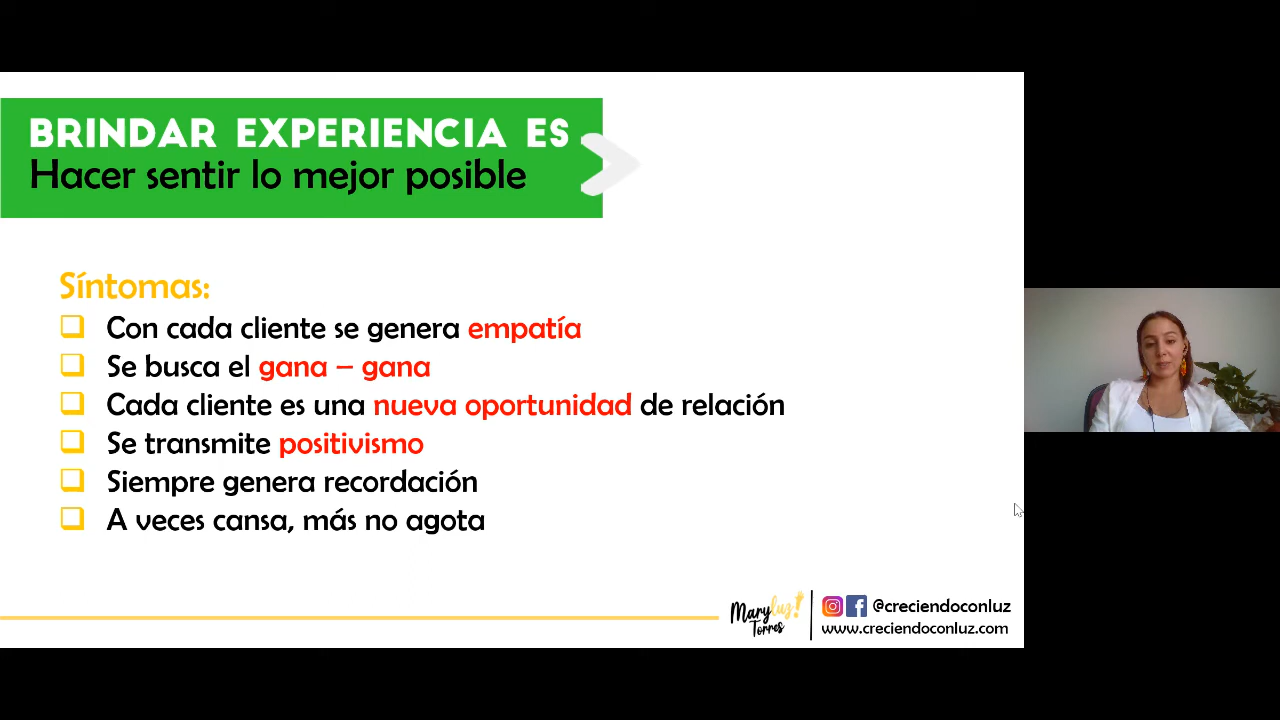 BRINDAR EXPERIENCIA ES
Hacer sentir lo mejor posible
Síntomas:
Con cada cliente se genera empatía
Se busca el gana – gana
Cada cliente es una nueva oportunidad de relación
Se transmite positivismo
Siempre genera recordación
A veces cansa, más no agota
Maryluz!
Torres
@creciendoconluz
www.creciendoconluz.com